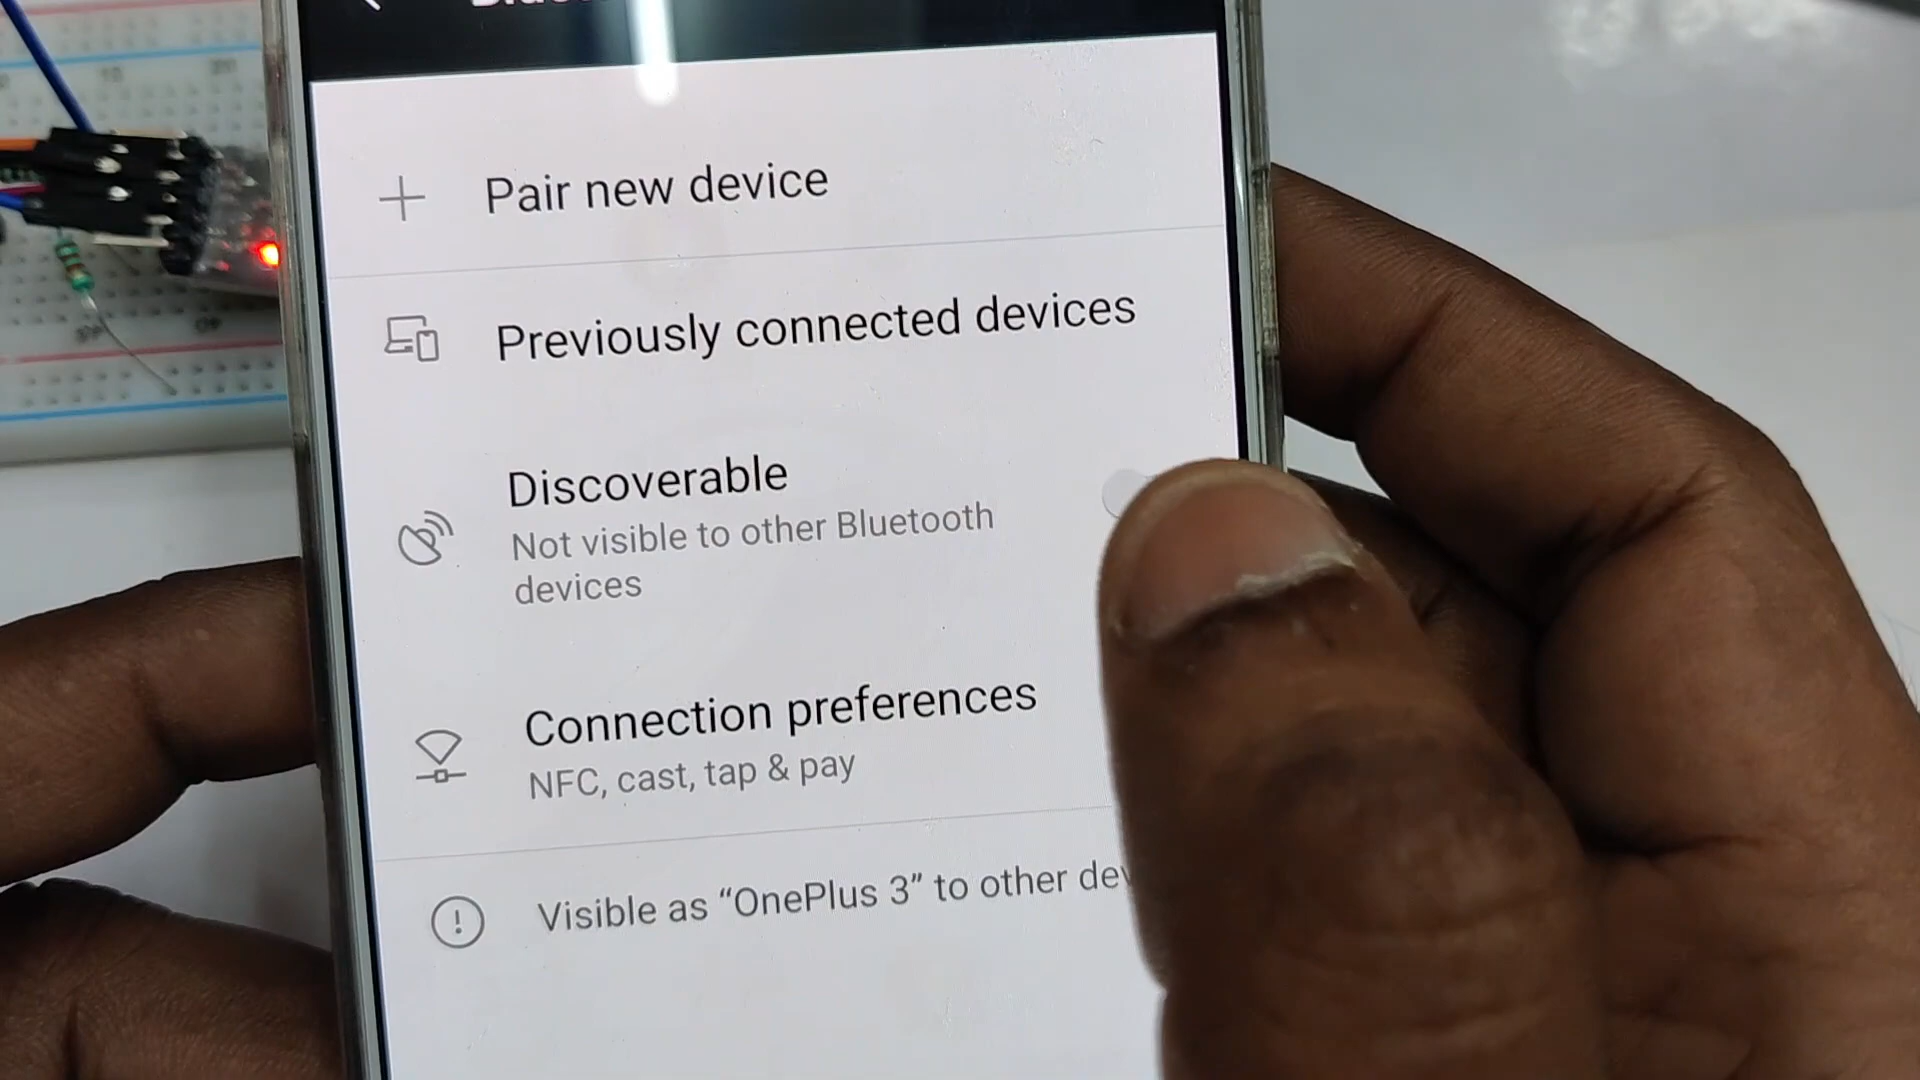 Pair new device
Previously connected devices
Discoverable
Not visible to other Bluetooth
devices
Connection preferences
NFC, cast, tap & pay
Visible as “OnePlus 3” to other